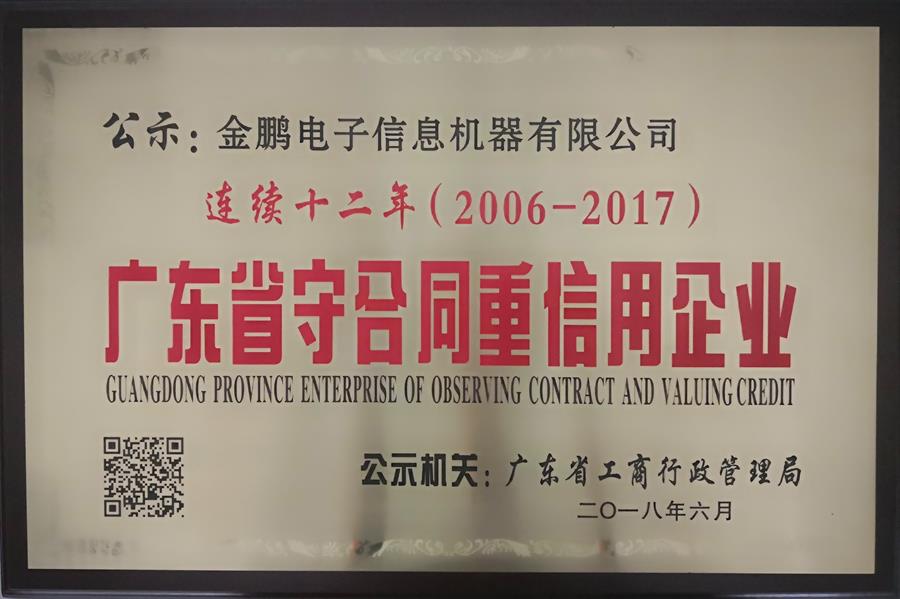 公示：金鹏电子信息机器有限公司
连续十二年（2006-2017）
广东省守合同重信用企业
GUANGDONG PROVINCE ENTERPRISE OF OBSERVING CONTRACT AND VALUING CREDIT
公示机关：广东省工商行政管理局
二〇一八年六月